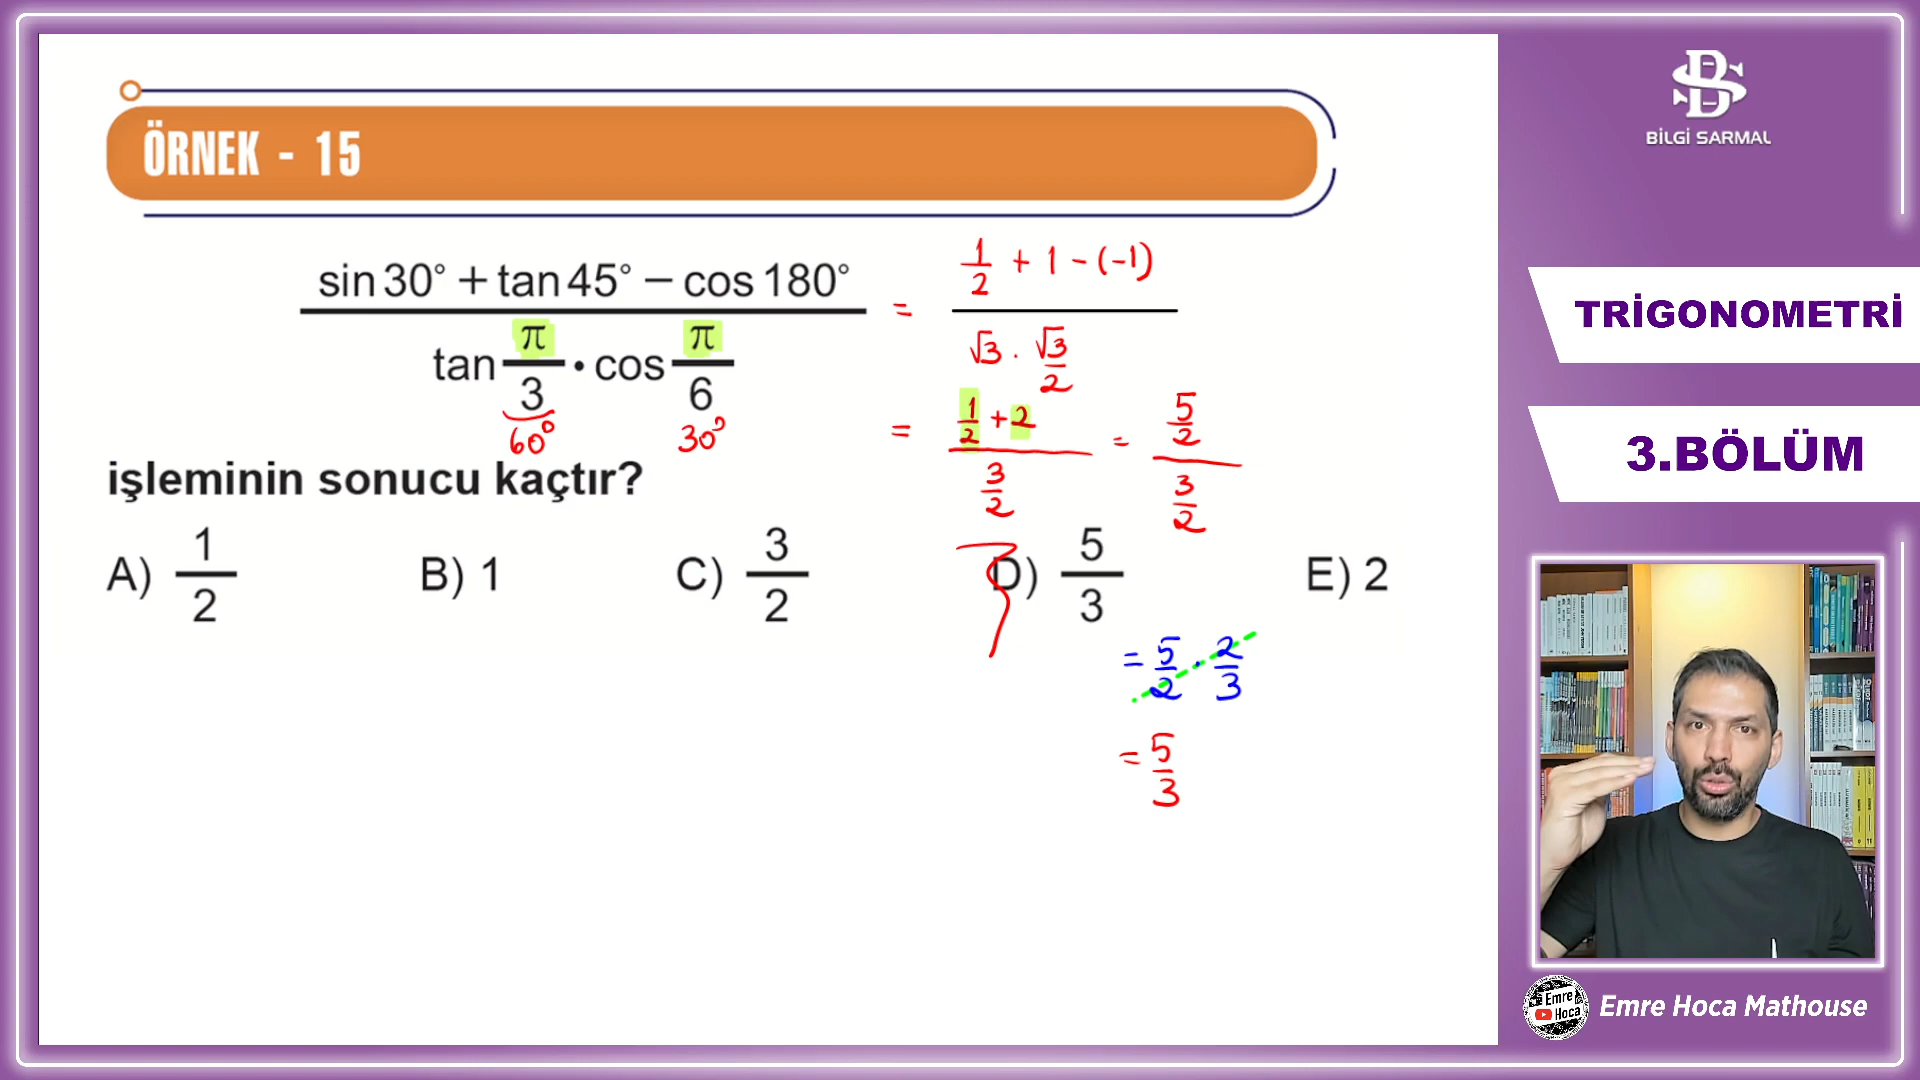 BİLGİ SARMAL
ÖRNEK - 15
sin 30° + tan 45° – cos 180°
tan π/3 • cos π/6
60° 30°
= 1/2 + 1 - (-1)
√3 . √3/2
= 1/2 + 2 = 5/2
3/2 3/2
işleminin sonucu kaçtır?
A) 1/2 B) 1 C) 3/2 D) 5/3 E) 2
= 5/2 . 2/3
= 5/3
TRİGONOMETRİ
3.BÖLÜM
Emre Hoca
Emre Hoca Mathouse